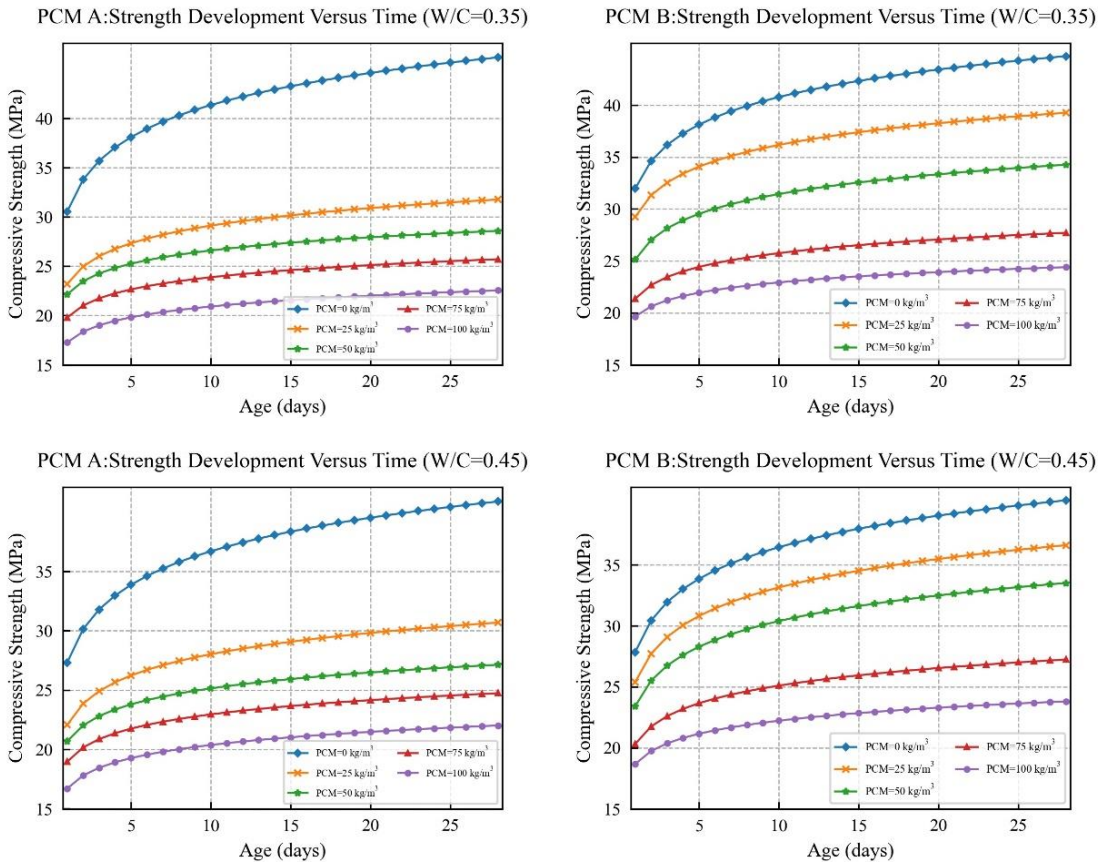 PCM A:Strength Development Versus Time (W/C=0.35)
Compressive Strength (MPa)
40
35
30
25
20
15
PCM=0 kg/m³
PCM=25 kg/m³
PCM=50 kg/m³
PCM=75 kg/m³
PCM=100 kg/m³
5 10 15 20 25
Age (days)
PCM B:Strength Development Versus Time (W/C=0.35)
Compressive Strength (MPa)
40
35
30
25
20
15
PCM=0 kg/m³
PCM=25 kg/m³
PCM=50 kg/m³
PCM=75 kg/m³
PCM=100 kg/m³
5 10 15 20 25
Age (days)
PCM A:Strength Development Versus Time (W/C=0.45)
Compressive Strength (MPa)
35
30
25
20
15
PCM=0 kg/m³
PCM=25 kg/m³
PCM=50 kg/m³
PCM=75 kg/m³
PCM=100 kg/m³
5 10 15 20 25
Age (days)
PCM B:Strength Development Versus Time (W/C=0.45)
Compressive Strength (MPa)
35
30
25
20
15
PCM=0 kg/m³
PCM=25 kg/m³
PCM=50 kg/m³
PCM=75 kg/m³
PCM=100 kg/m³
5 10 15 20 25
Age (days)